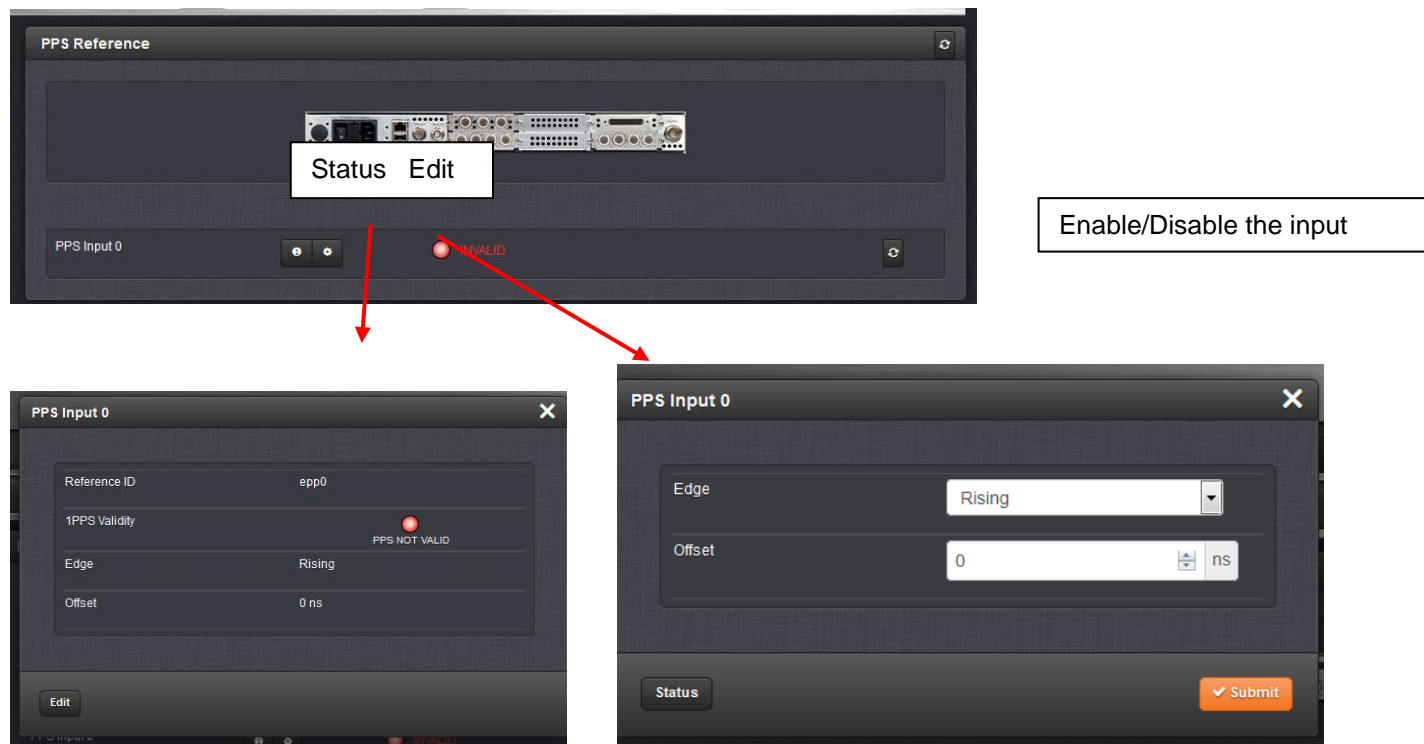 PPS Reference
Status Edit
PPS Input 0
INVALID
Enable/Disable the input
PPS Input 0
Reference ID epp0
1PPS Validity
PPS NOT VALID
Edge Rising
Offset 0 ns
Edit
PPS Input 0
Edge Rising
Offset 0 ns
Status Submit